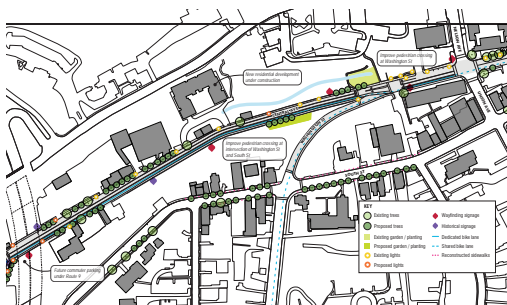 Improve pedestrian crossing
at Washington St
New residential development
under construction
Improve pedestrian crossing at
intersection of Washington St
and South St
Future commuter parking
under Route 9
KEY
Existing trees
Proposed trees
Existing garden / planting
Proposed garden / planting
Existing lights
Proposed lights
Wayfinding signage
Historical signage
Dedicated bike lane
Shared bike lane
Reconstructed sidewalks